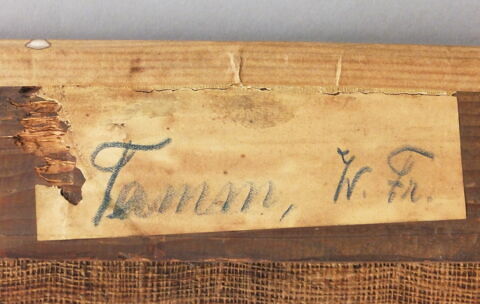 Tamm, W. Fr.